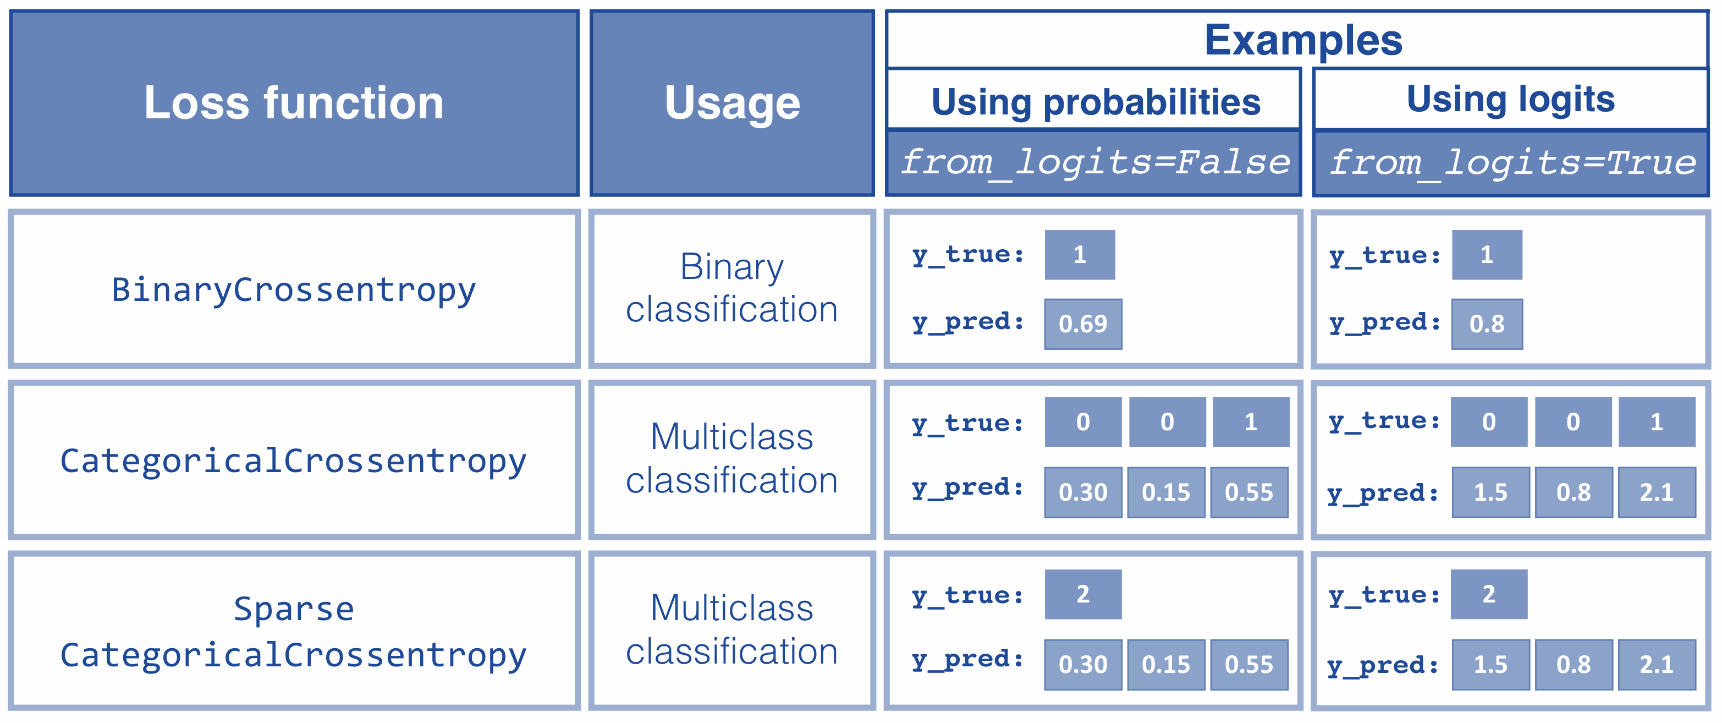 Loss function
Usage
Examples
Using probabilities
Using logits
from_logits=False
from_logits=True
BinaryCrossentropy
Binary
classification
y_true: 1
y_pred: 0.69
y_true: 1
y_pred: 0.8
CategoricalCrossentropy
Multiclass
classification
y_true: 0 0 1
y_pred: 0.30 0.15 0.55
y_true: 0 0 1
y_pred: 1.5 0.8 2.1
Sparse
CategoricalCrossentropy
Multiclass
classification
y_true: 2
y_pred: 0.30 0.15 0.55
y_true: 2
y_pred: 1.5 0.8 2.1